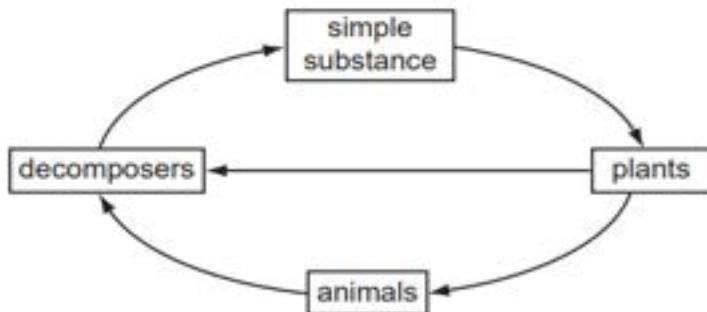 simple
substance
decomposers
plants
animals